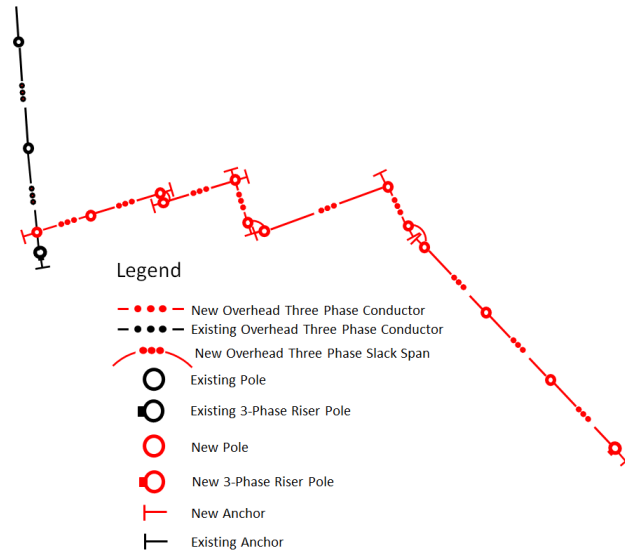 Legend
New Overhead Three Phase Conductor
Existing Overhead Three Phase Conductor
New Overhead Three Phase Slack Span
Existing Pole
Existing 3-Phase Riser Pole
New Pole
New 3-Phase Riser Pole
New Anchor
Existing Anchor